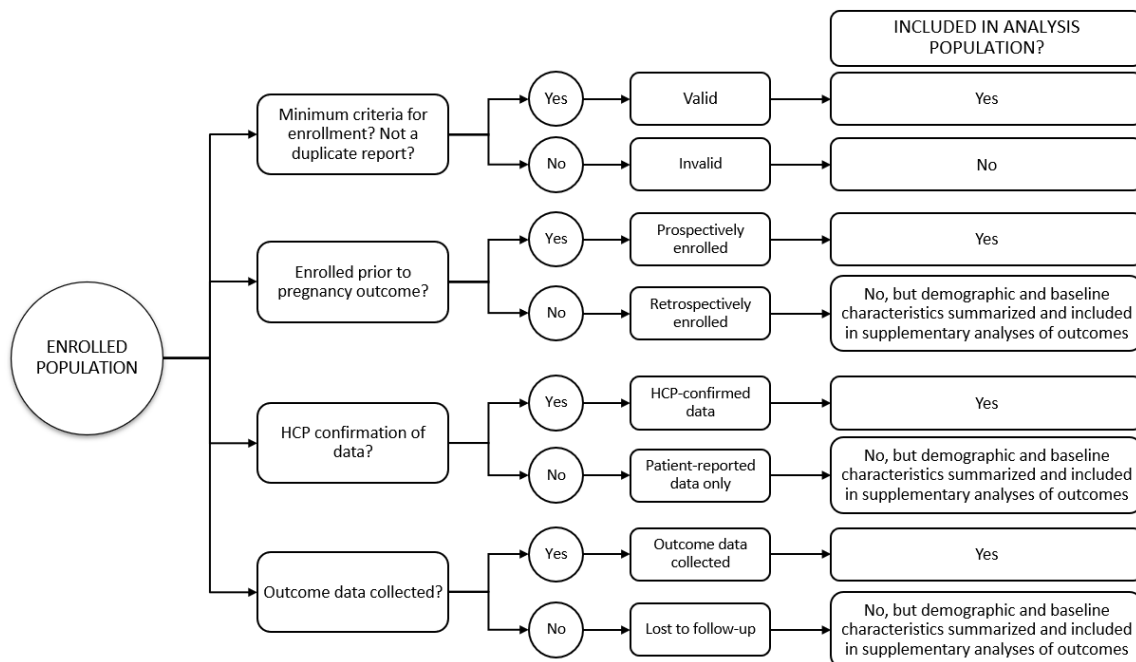 INCLUDED IN ANALYSIS
POPULATION?
Minimum criteria for
enrollment? Not a
duplicate report?
Yes
Valid
Yes
No
Invalid
No
Enrolled prior to
pregnancy outcome?
Yes
Prospectively
enrolled
Yes
No
Retrospectively
enrolled
No, but demographic and baseline
characteristics summarized and included
in supplementary analyses of outcomes
ENROLLED
POPULATION
HCP confirmation of
data?
Yes
HCP-confirmed
data
Yes
No
Patient-reported
data only
No, but demographic and baseline
characteristics summarized and included
in supplementary analyses of outcomes
Outcome data collected?
Yes
Outcome data
collected
Yes
No
Lost to follow-up
No, but demographic and baseline
characteristics summarized and included
in supplementary analyses of outcomes